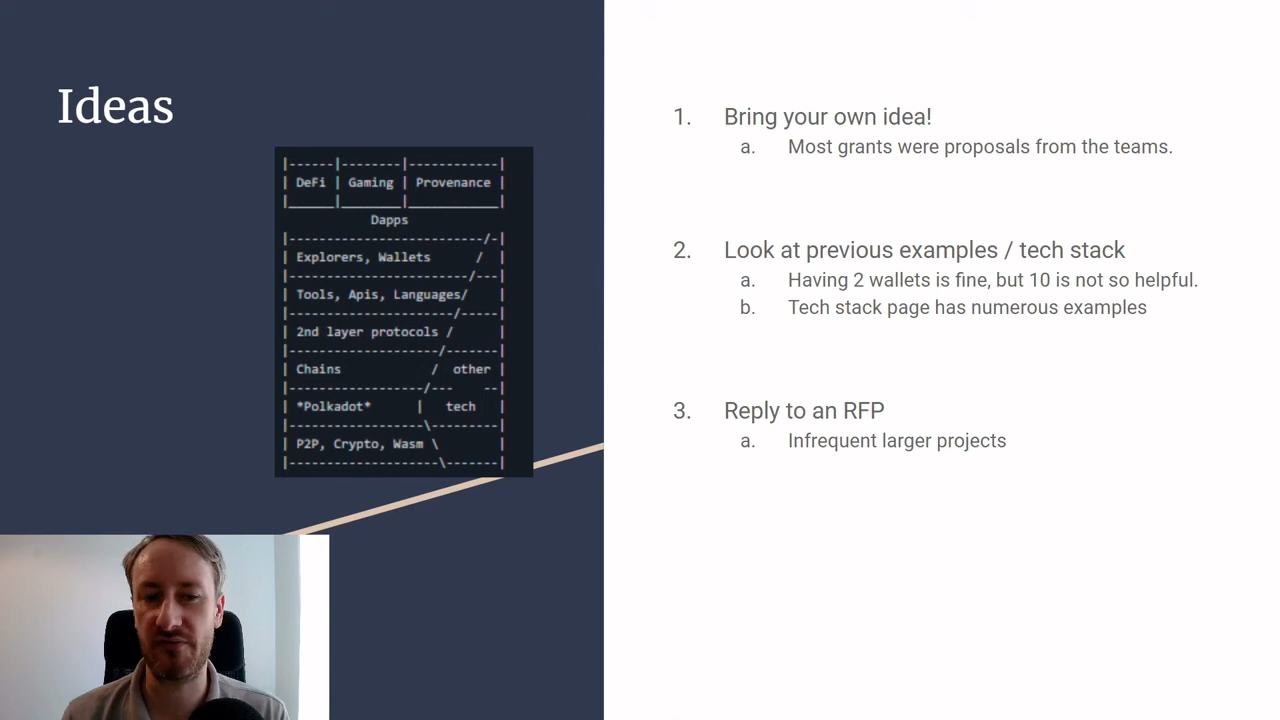 Ideas
|------|--------|------------|
| DeFi | Gaming | Provenance |
|______|________|____________|
Dapps
|--------------------------/-|
| Explorers, Wallets      /  |
|------------------------/---|
| Tools, Apis, Languages/    |
|----------------------/-----|
| 2nd layer protocols /      |
|--------------------/-------|
| Chains            /  other |
|------------------/---    --|
| *Polkadot*      |   tech   |
|------------------\---------|
| P2P, Crypto, Wasm \        |
|--------------------\-------|
1. Bring your own idea!
a. Most grants were proposals from the teams.
2. Look at previous examples / tech stack
a. Having 2 wallets is fine, but 10 is not so helpful.
b. Tech stack page has numerous examples
3. Reply to an RFP
a. Infrequent larger projects